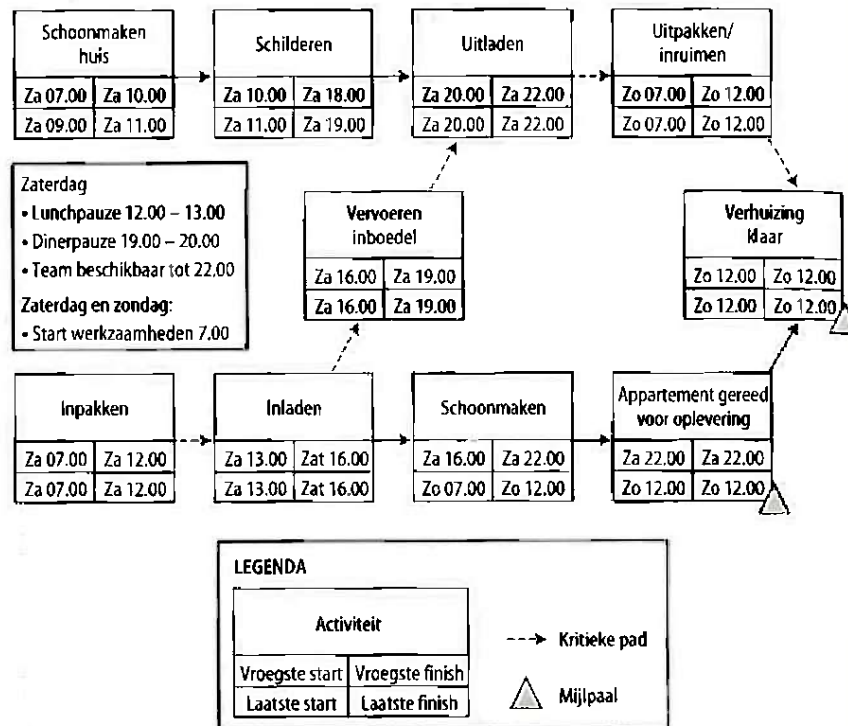 Schoonmaken
huis
Za 07.00 Za 10.00
Za 09.00 Za 11.00
Schilderen
Za 10.00 Za 18.00
Za 11.00 Za 19.00
Uitladen
Za 20.00 Za 22.00
Za 20.00 Za 22.00
Uitpakken/
inruimen
Zo 07.00 Zo 12.00
Zo 07.00 Zo 12.00
Zaterdag
• Lunchpauze 12.00 – 13.00
• Dinerpauze 19.00 – 20.00
• Team beschikbaar tot 22.00
Zaterdag en zondag:
• Start werkzaamheden 7.00
Vervoeren
inboedel
Za 16.00 Za 19.00
Za 16.00 Za 19.00
Verhuizing
klaar
Zo 12.00 Zo 12.00
Zo 12.00 Zo 12.00
Inpakken
Za 07.00 Za 12.00
Za 07.00 Za 12.00
Inladen
Za 13.00 Zat 16.00
Za 13.00 Zat 16.00
Schoonmaken
Za 16.00 Za 22.00
Zo 07.00 Zo 12.00
Appartement gereed
voor oplevering
Za 22.00 Za 22.00
Zo 12.00 Zo 12.00
LEGENDA
Activiteit
Vroegste start Vroegste finish
Laatste start Laatste finish
Kritieke pad
Mijlpaal